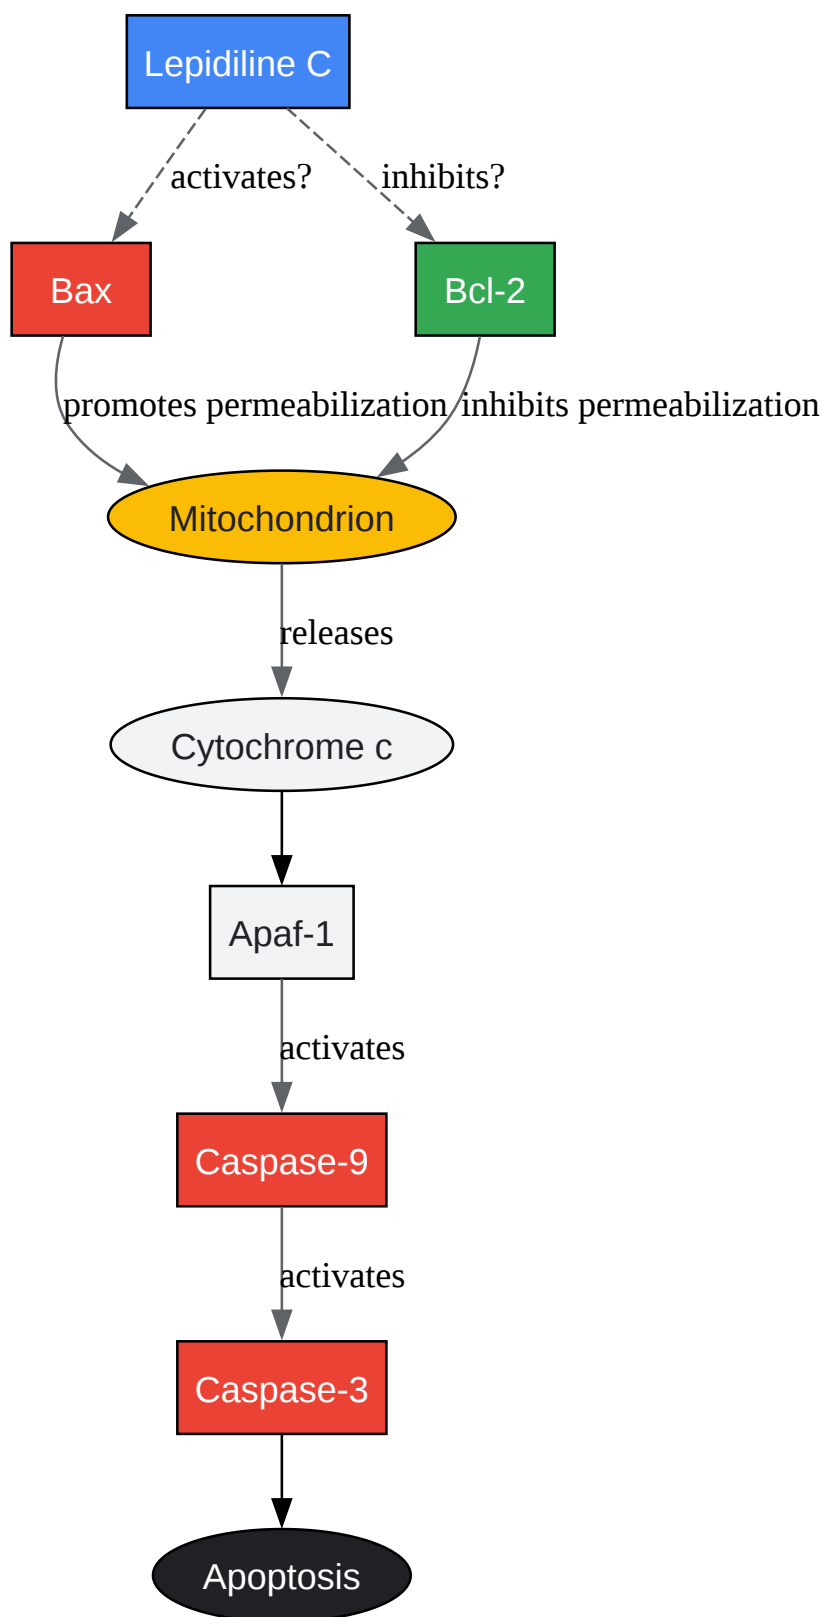 Lepidiline C
activates?
inhibits?
Bax
Bcl-2
promotes permeabilization
inhibits permeabilization
Mitochondrion
releases
Cytochrome c
Apaf-1
activates
Caspase-9
activates
Caspase-3
Apoptosis